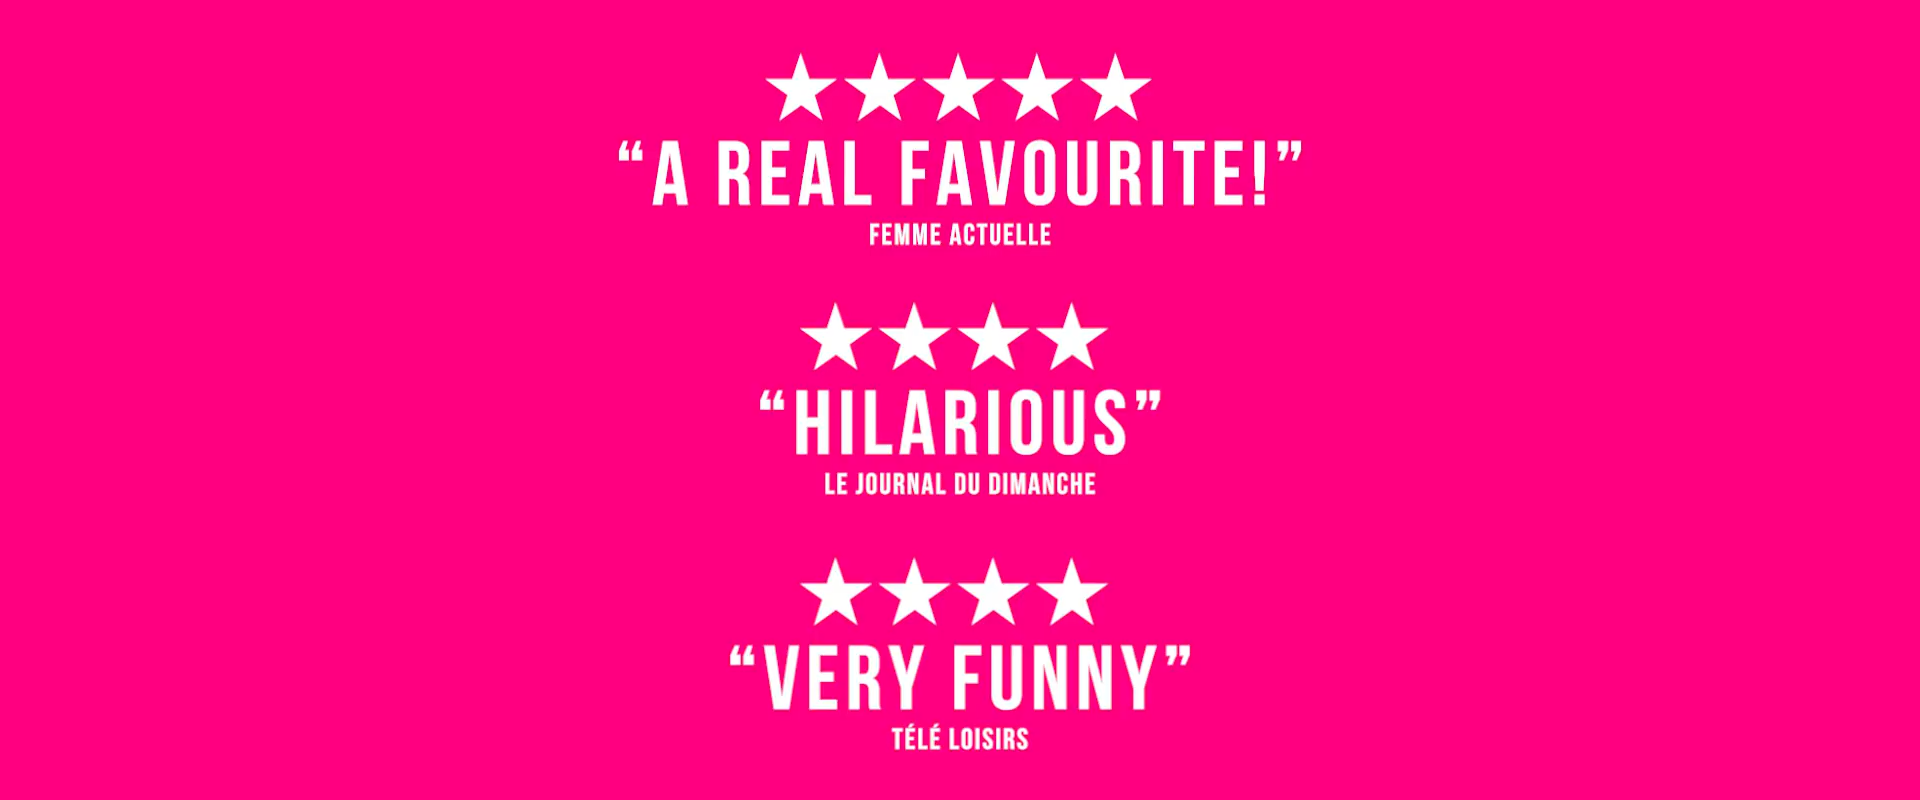 “A REAL FAVOURITE!”
FEMME ACTUELLE
“HILARIOUS”
LE JOURNAL DU DIMANCHE
“VERY FUNNY”
TÉLÉ LOISIRS